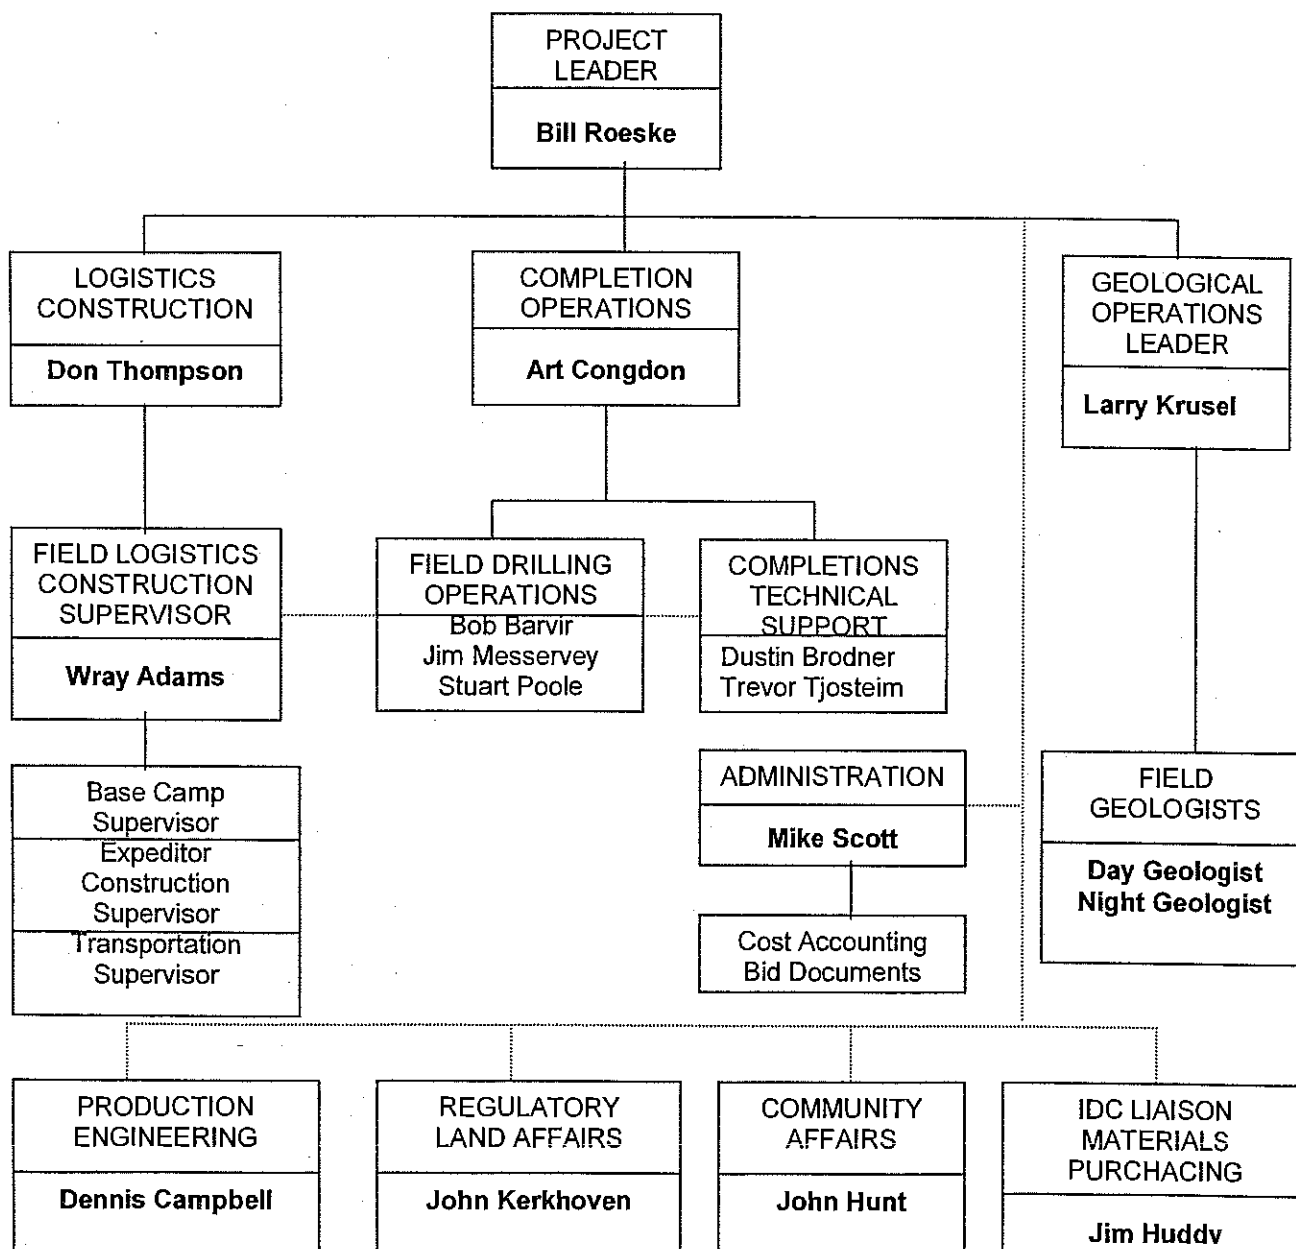 PROJECT
LEADER
Bill Roeske
LOGISTICS
CONSTRUCTION
Don Thompson
COMPLETION
OPERATIONS
Art Congdon
GEOLOGICAL
OPERATIONS
LEADER
Larry Krusel
FIELD LOGISTICS
CONSTRUCTION
SUPERVISOR
Wray Adams
FIELD DRILLING
OPERATIONS
Bob Barvir
Jim Messervey
Stuart Poole
COMPLETIONS
TECHNICAL
SUPPORT
Dustin Brodner
Trevor Tjosteim
Base Camp
Supervisor
Expeditor
Construction
Supervisor
Transportation
Supervisor
ADMINISTRATION
Mike Scott
Cost Accounting
Bid Documents
FIELD
GEOLOGISTS
Day Geologist
Night Geologist
PRODUCTION
ENGINEERING
Dennis Campbell
REGULATORY
LAND AFFAIRS
John Kerkhoven
COMMUNITY
AFFAIRS
John Hunt
IDC LIAISON
MATERIALS
PURCHACING
Jim Huddy